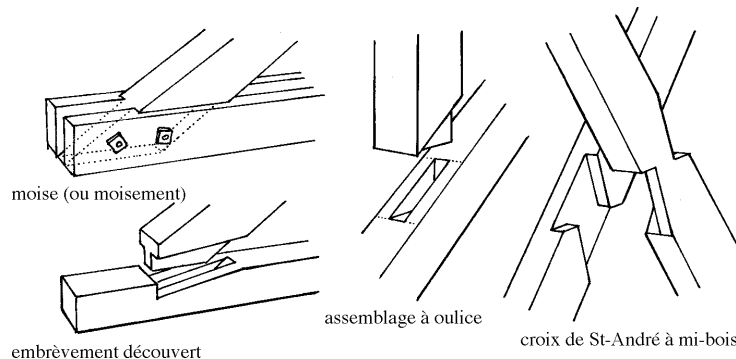 moise (ou moisement)
embrèvement découvert
assemblage à oulice
croix de St-André à mi-bois